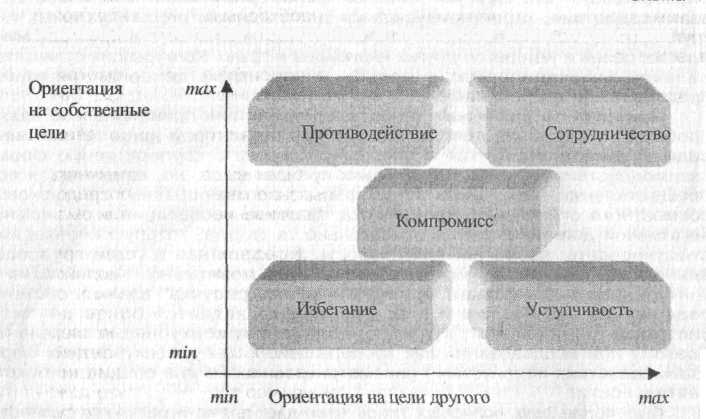 Ориентация
на собственные
цели
max
Противодействие
Сотрудничество
Компромисс
Избегание
Уступчивость
min
min
Ориентация на цели другого
max